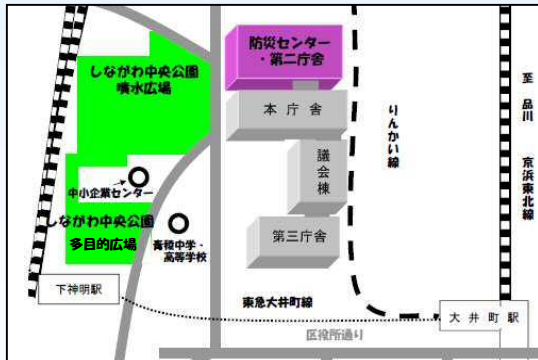 防災センター
・第二庁舎
しながわ中央公園
噴水広場
本庁舎
議会棟
りんかい線
至 品川 京浜東北線
中小企業センター
しながわ中央公園
多目的広場
青稜中学・
高等学校
第三庁舎
下神明駅
東急大井町線
大井町駅
区役所通り